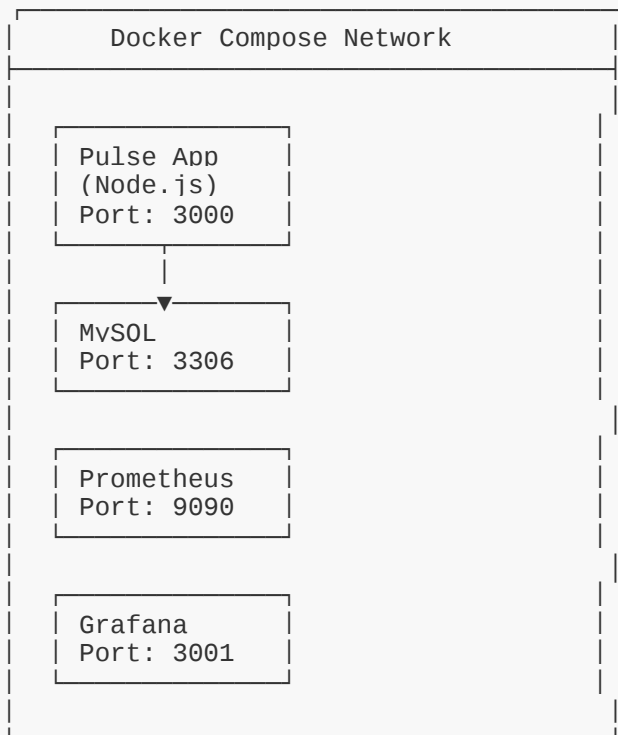 Docker Compose Network
Pulse App
(Node.js)
Port: 3000
MySQL
Port: 3306
Prometheus
Port: 9090
Grafana
Port: 3001